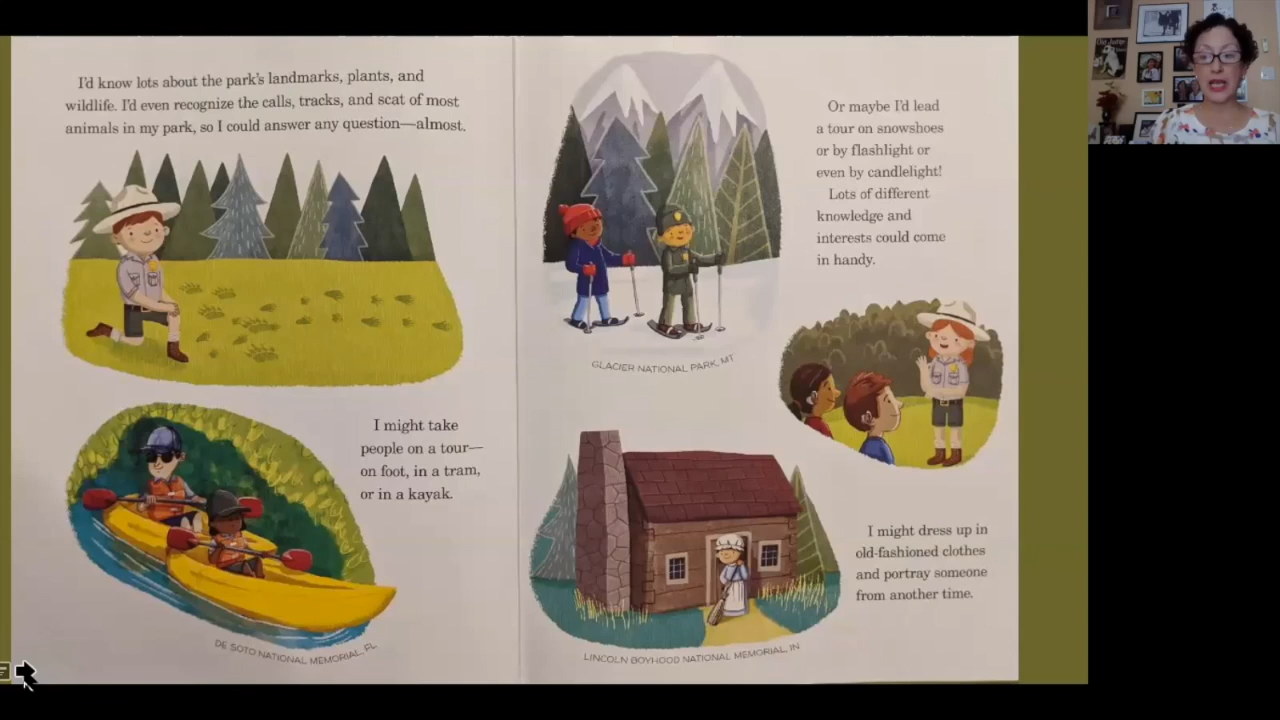 I'd know lots about the park's landmarks, plants, and
wildlife. I'd even recognize the calls, tracks, and scat of most
animals in my park, so I could answer any question—almost.
I might take
people on a tour—
on foot, in a tram,
or in a kayak.
DE SOTO NATIONAL MEMORIAL, FL
GLACIER NATIONAL PARK, MT
Or maybe I'd lead
a tour on snowshoes
or by flashlight or
even by candlelight!
Lots of different
knowledge and
interests could come
in handy.
LINCOLN BOYHOOD NATIONAL MEMORIAL, IN
I might dress up in
old-fashioned clothes
and portray someone
from another time.